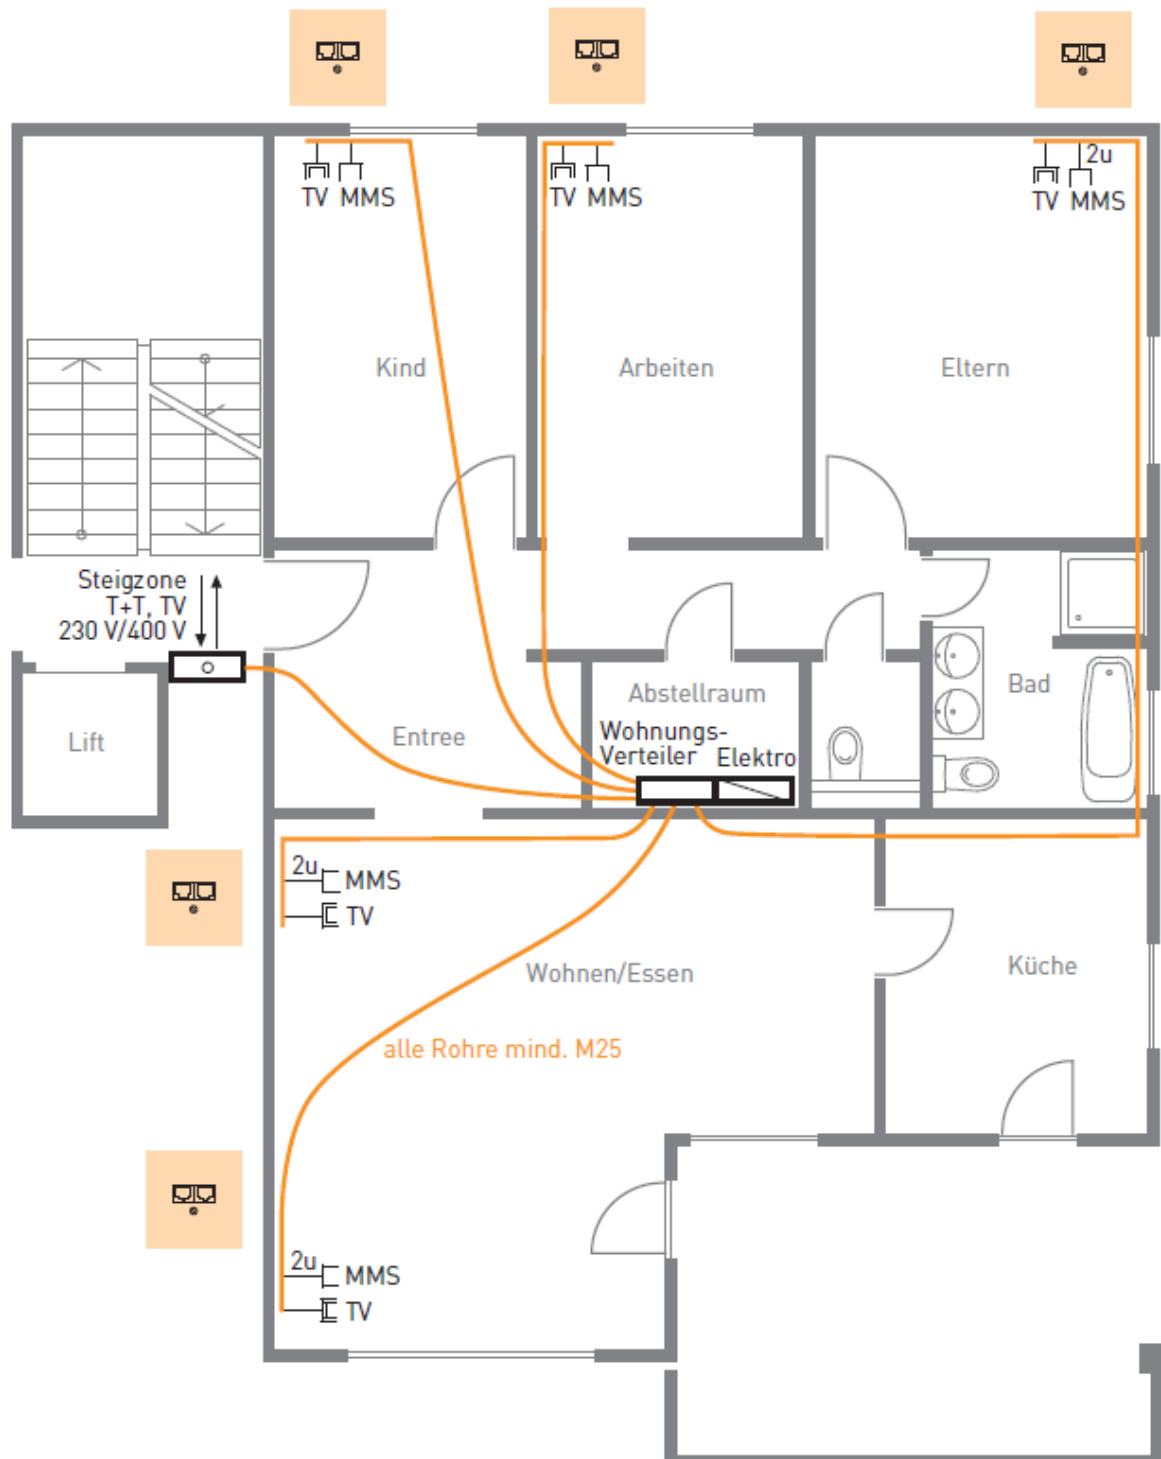 TV MMS
TV MMS
2u
TV MMS
Kind
Arbeiten
Eltern
Steigzone
T+T, TV
230 V/400 V
Lift
Entree
Abstellraum
Wohnungs-
Verteiler
Elektro
Bad
2u
MMS
TV
Wohnen/Essen
Küche
alle Rohre mind. M25
2u
MMS
TV